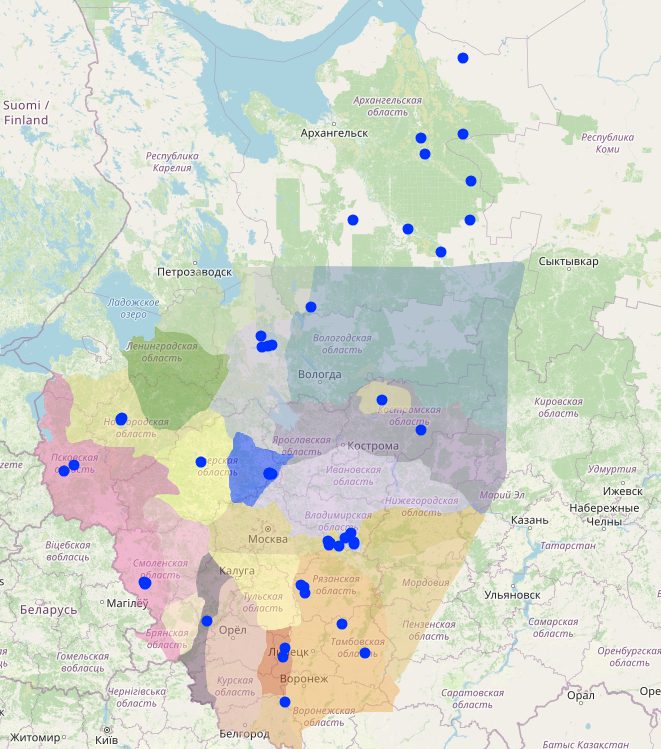 Suomi /
Finland
Архангельская
область
Архангельск
Республика
Коми
Республика
Карелия
Петрозаводск
Сыктывкар
Ладожское
озеро
Ленинградская
область
Вологодская
область
Вологда
Костромская
область
Кировская
область
Новгородская
область
Ярославская
область
Кострома
Псковская
область
Тверская
область
Ивановская
область
Удмуртия
Ижевск
Набережные
Челны
Марий Эл
Нижегородская
область
Казань
Владимирская
область
Москва
Татарстан
Віцебская
вобласць
Смоленская
область
Калуга
Рязанская
область
Мордовия
Ульяновск
Беларусь
Магілёў
Тульская
область
Самарская
область
Пензенская
область
Брянская
область
Орёл
Тамбовская
область
Липецк
Оренбургская
область
Гомельская
вобласць
Курская
область
Воронеж
Саратовская
область
Орал
Чернігівська
область
Воронежская
область
Белгород
Житомир
Київ
Батыс Казақстан